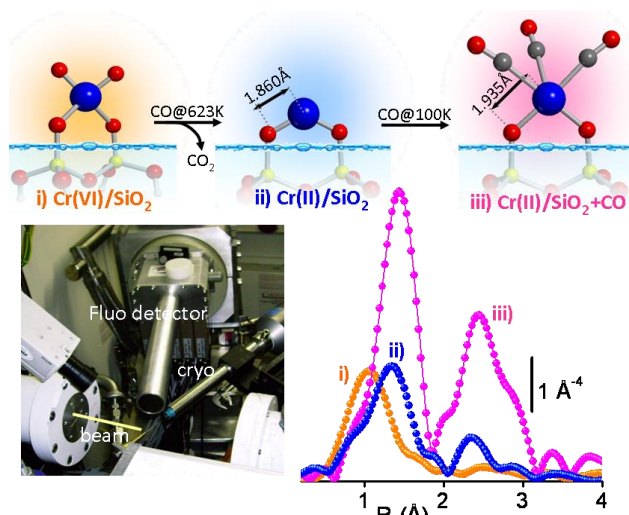 1.860Å
1.935Å
CO@623K
CO@100K
CO₂
i) Cr(VI)/SiO₂
ii) Cr(II)/SiO₂
iii) Cr(II)/SiO₂+CO
Fluo detector
cryo
beam
i)
ii)
iii)
1 Å⁻⁴
1 2 3 4
R (Å)